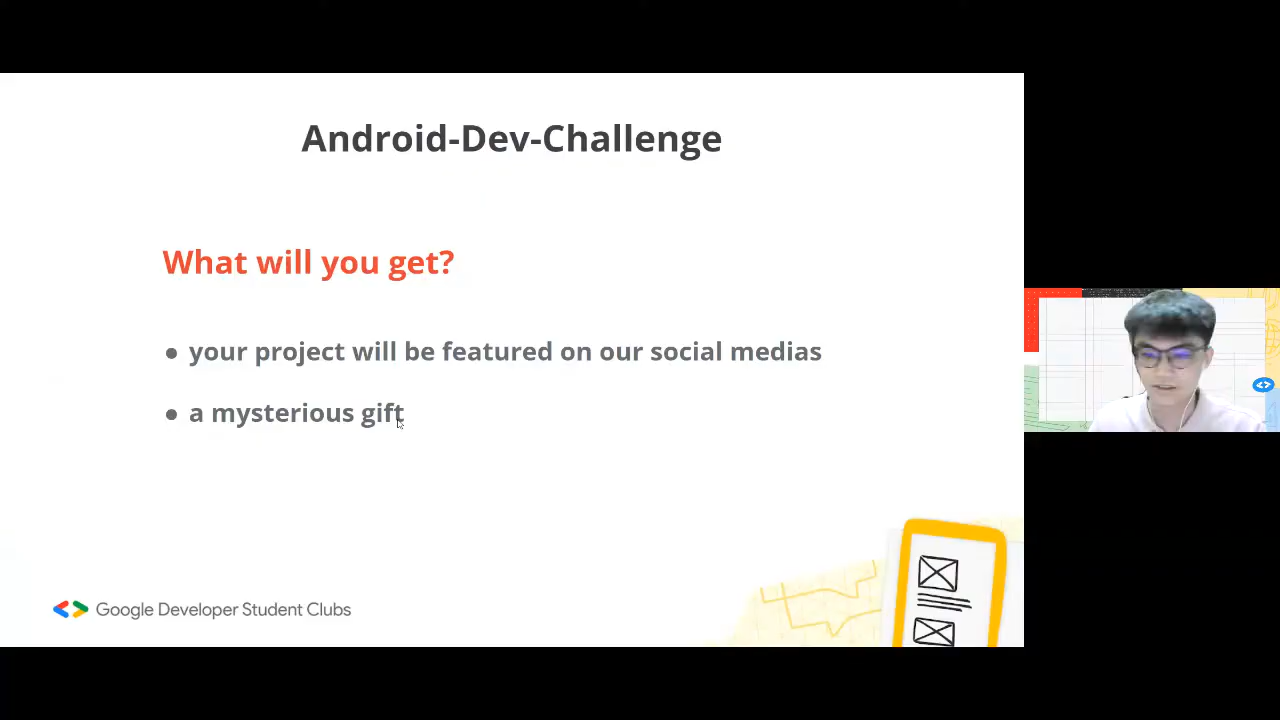 Android-Dev-Challenge
What will you get?
● your project will be featured on our social medias
● a mysterious gift
Google Developer Student Clubs